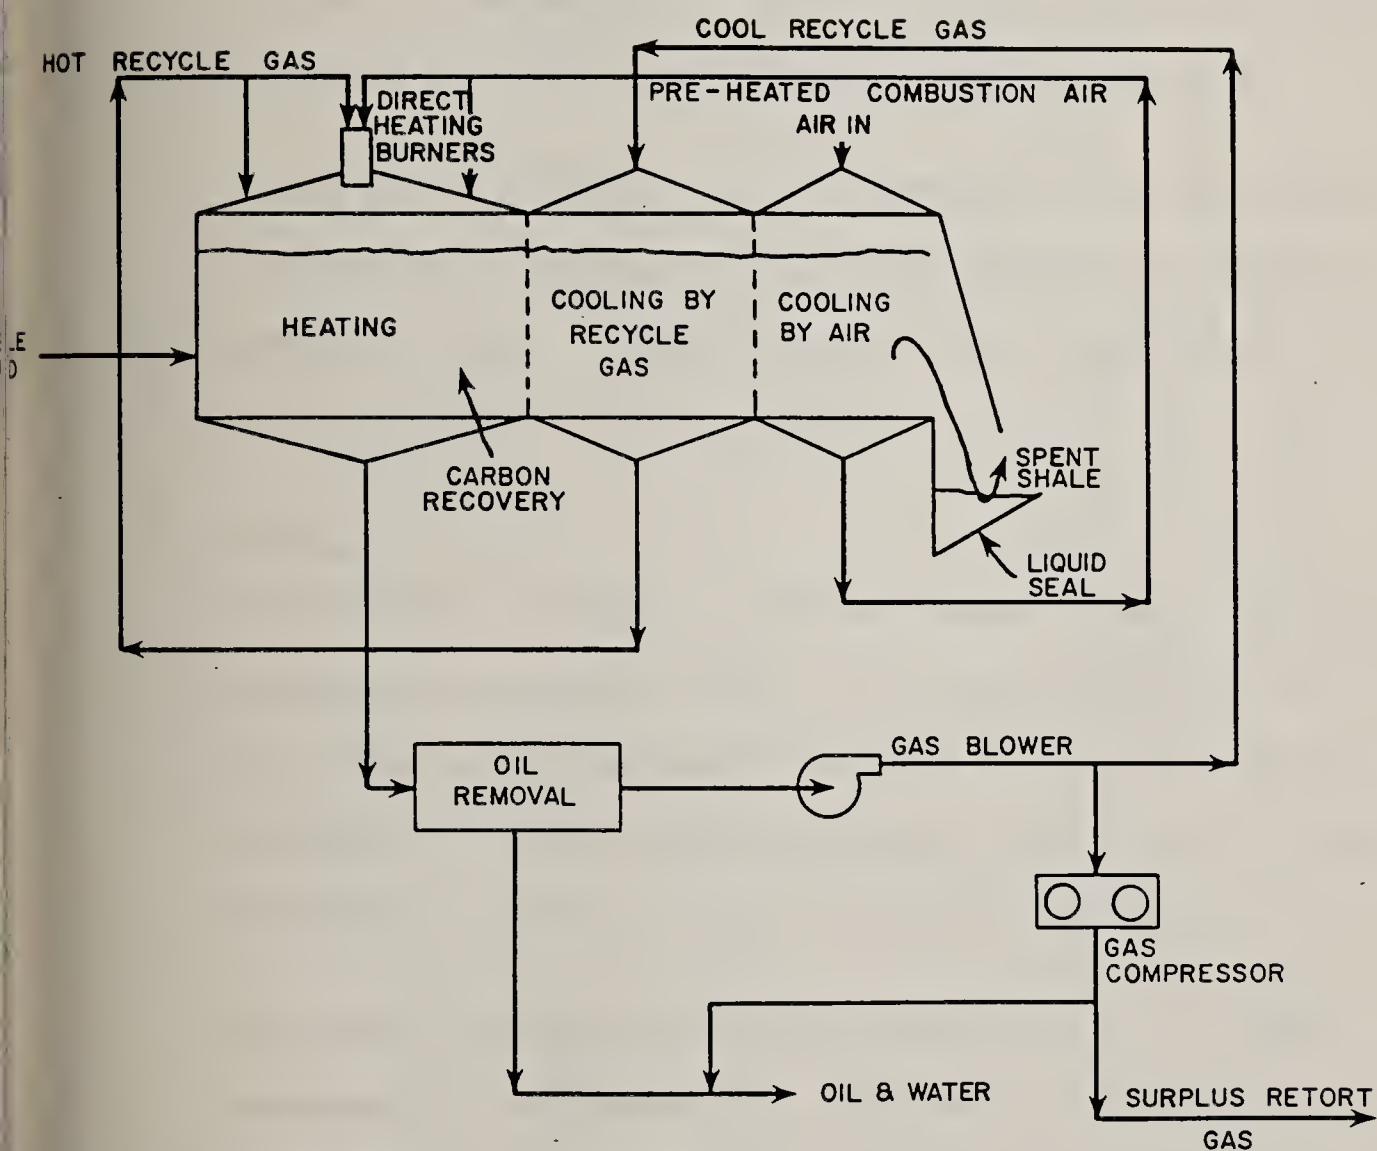 COOL RECYCLE GAS
HOT RECYCLE GAS
DIRECT
HEATING
BURNERS
PRE-HEATED COMBUSTION AIR
AIR IN
HEATING
COOLING BY
RECYCLE
GAS
COOLING
BY AIR
CARBON
RECOVERY
SPENT
SHALE
LIQUID
SEAL
OIL
REMOVAL
GAS BLOWER
GAS
COMPRESSOR
OIL & WATER
SURPLUS RETORT
GAS